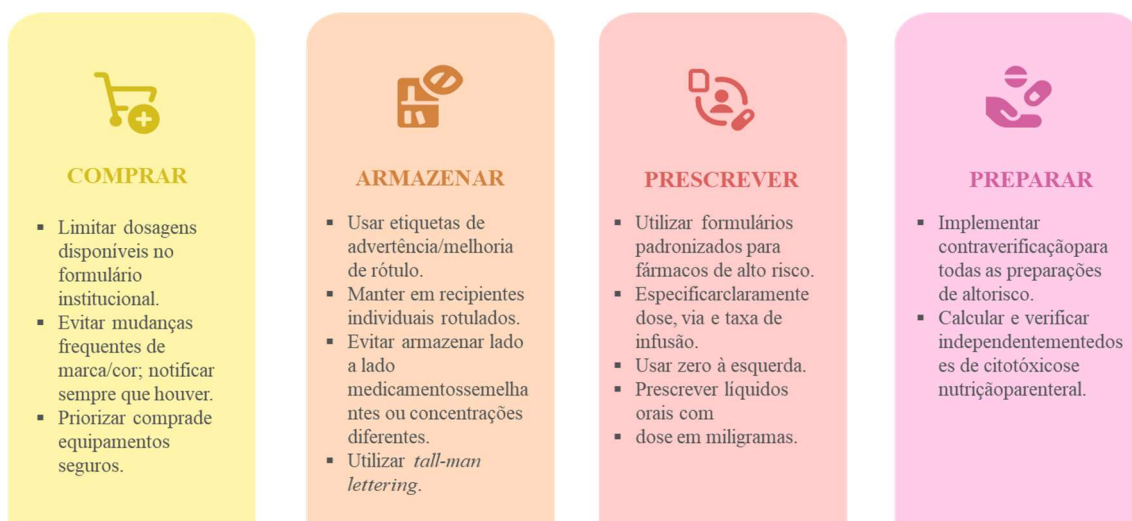 COMPRAR
▪ Limitar dosagens
disponíveis no
formulário
institucional.
▪ Evitar mudanças
frequentes de
marca/cor; notificar
sempre que houver.
▪ Priorizar comprade
equipamentos
seguros.
ARMAZENAR
▪ Usar etiquetas de
advertência/melhoria
de rótulo.
▪ Manter em recipientes
individuais rotulados.
▪ Evitar armazenar lado
a lado
medicamentossemelha
ntes ou concentrações
diferentes.
▪ Utilizar tall-man
lettering.
PRESCREVER
▪ Utilizar formulários
padronizados para
fármacos de alto risco.
▪ Especificarclaramente
dose, via e taxa de
infusão.
▪ Usar zero à esquerda.
▪ Prescrever líquidos
orais com
▪ dose em miligramas.
PREPARAR
▪ Implementar
contraverificaçãopara
todas as preparações
de altorisco.
▪ Calcular e verificar
independentementedos
es de citotóxicose
nutriçãoparenteral.